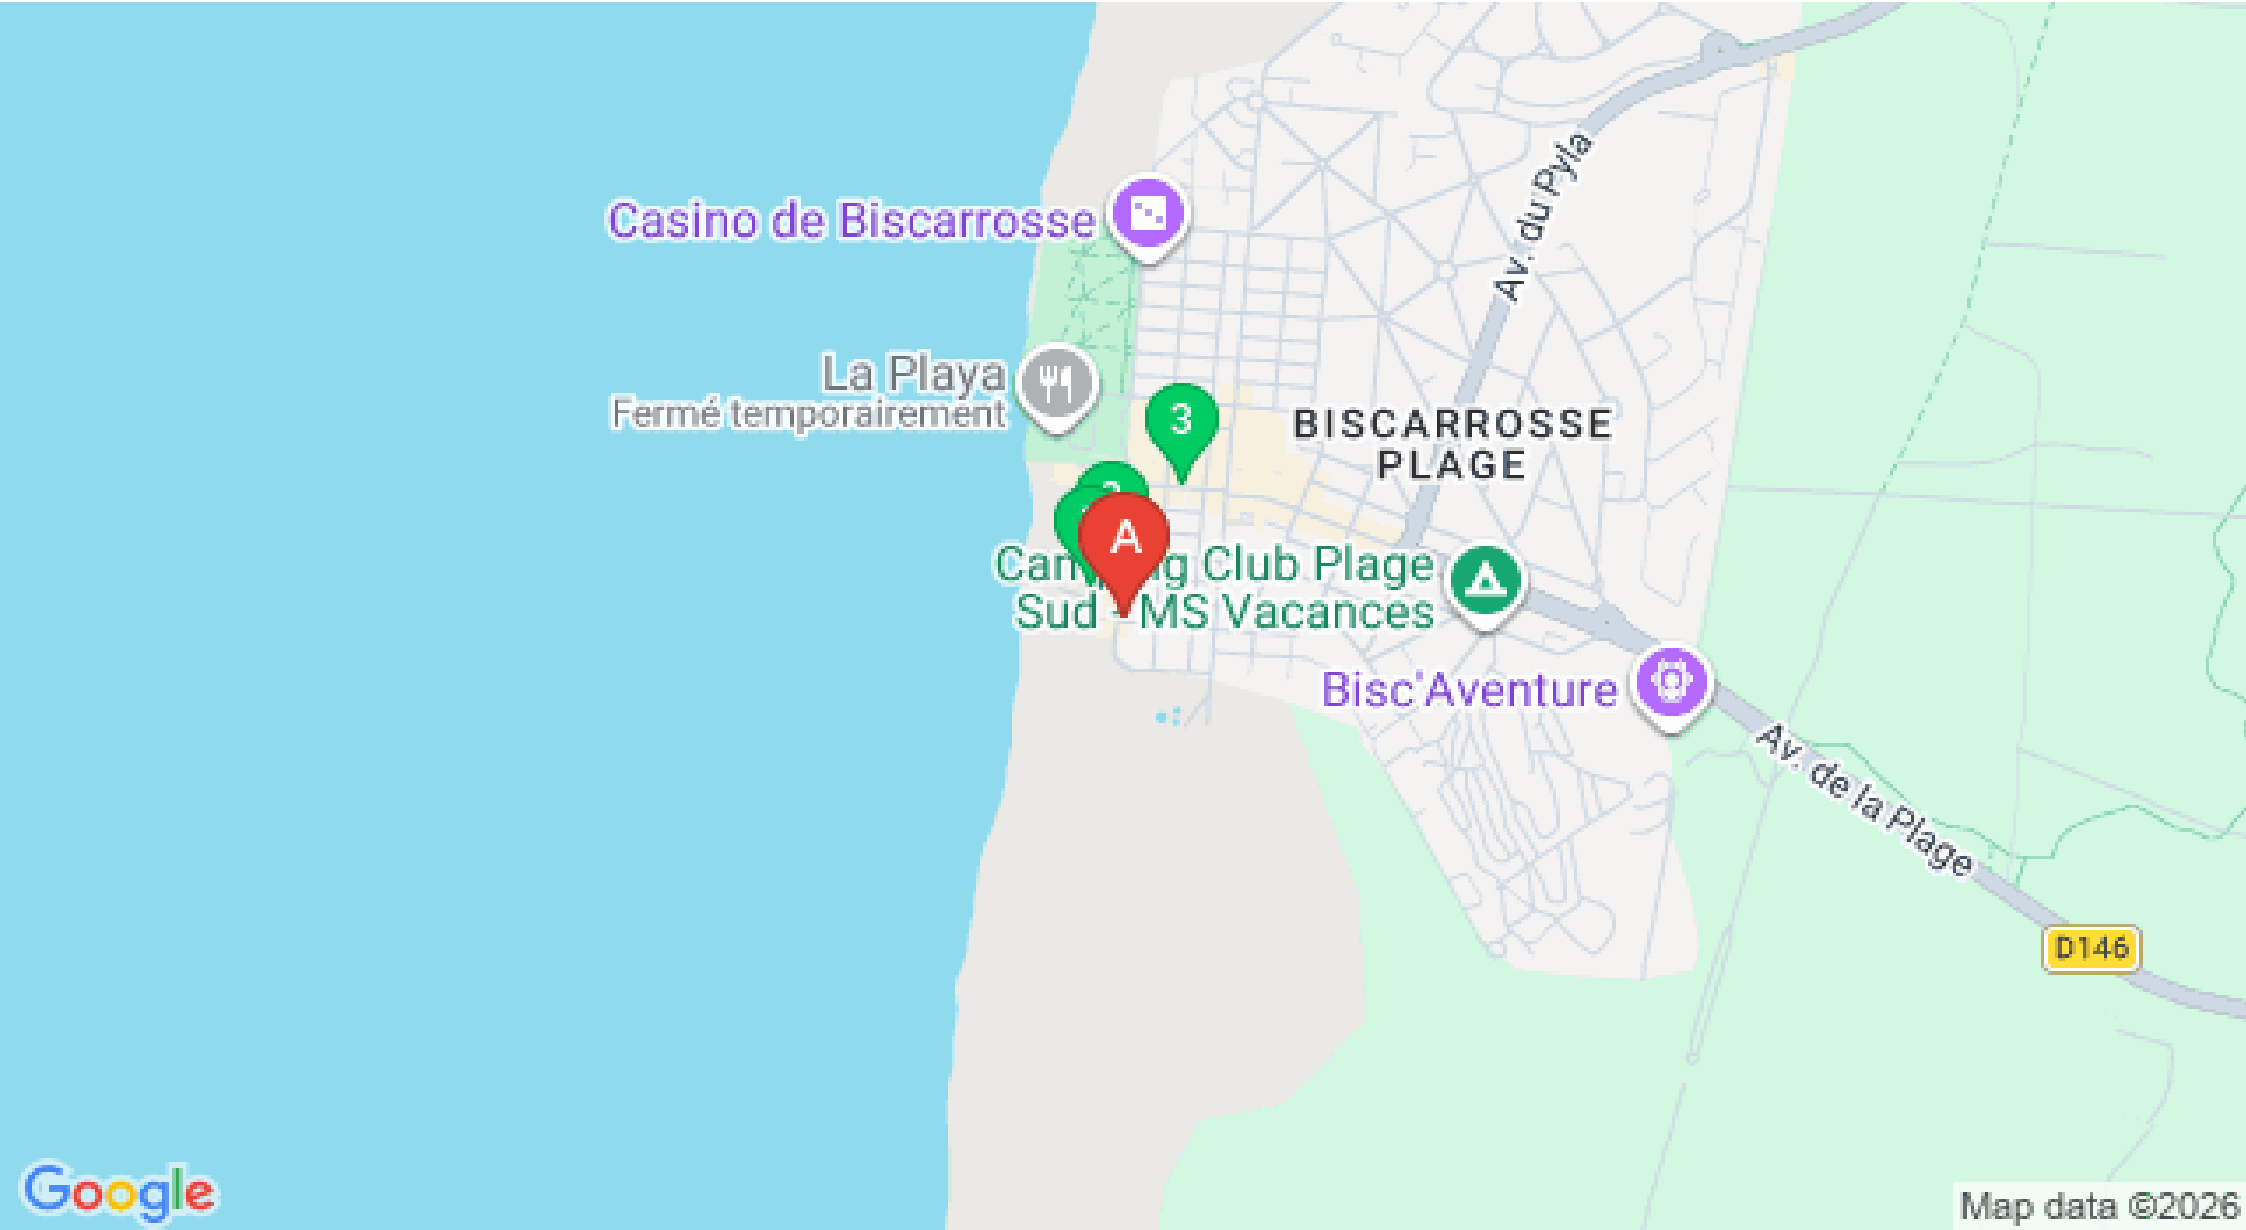 Av. du Pyla
Casino de Biscarrosse
La Playa
Fermé temporairement
3
BISCARROSSE
PLAGE
A
Club Plage
Sud - MS Vacances
Bisc'Aventure
Av. de la Plage
D146
Google
Map data ©2026